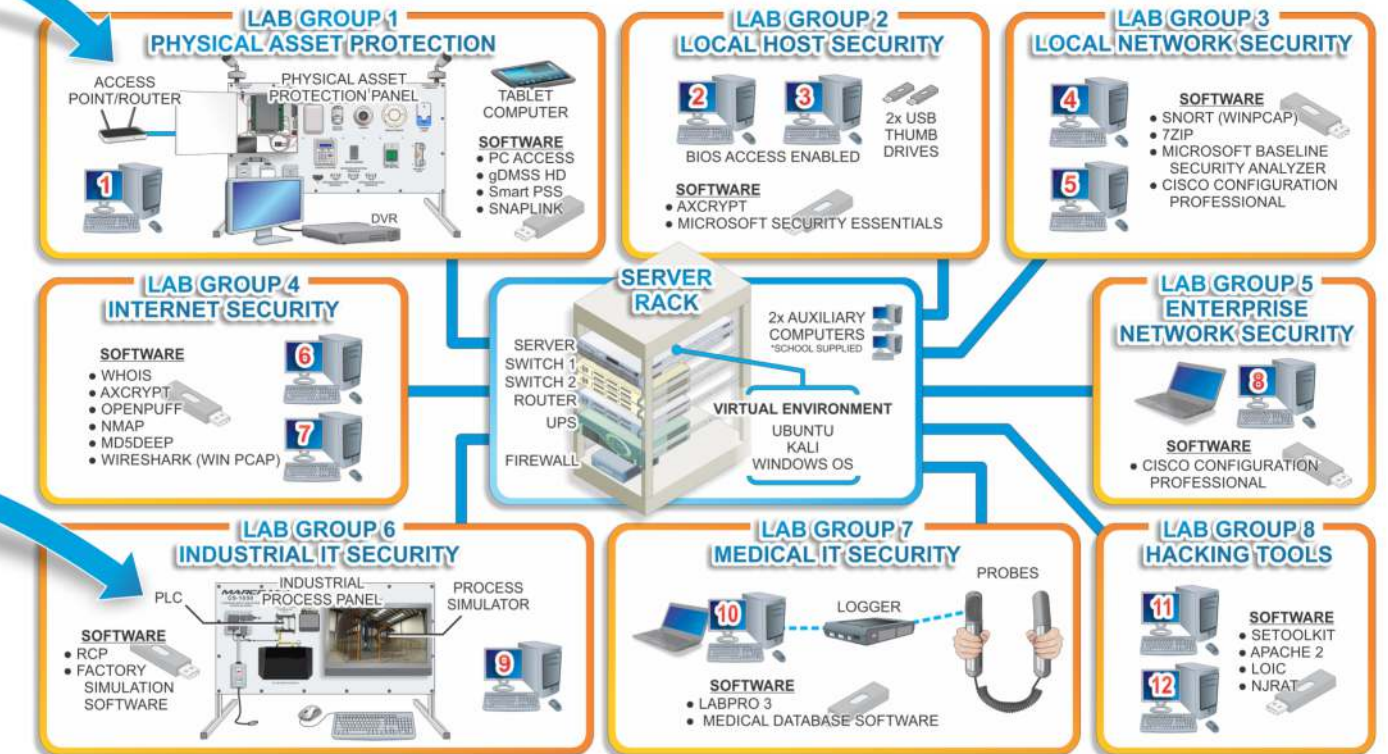 LAB GROUP 1
PHYSICAL ASSET PROTECTION
ACCESS
POINT/ROUTER
PHYSICAL ASSET
PROTECTION PANEL
TABLET
COMPUTER
SOFTWARE
● PC ACCESS
● gDMSS HD
● Smart PSS
● SNAPLINK
1
DVR
LAB GROUP 2
LOCAL HOST SECURITY
2
3
2x USB
THUMB
DRIVES
BIOS ACCESS ENABLED
SOFTWARE
● AXCRYPT
● MICROSOFT SECURITY ESSENTIALS
LAB GROUP 3
LOCAL NETWORK SECURITY
4
5
SOFTWARE
● SNORT (WINPCAP)
● 7ZIP
● MICROSOFT BASELINE
SECURITY ANALYZER
● CISCO CONFIGURATION
PROFESSIONAL
LAB GROUP 4
INTERNET SECURITY
SOFTWARE
● WHOIS
● AXCRYPT
● OPENPUFF
● NMAP
● MD5DEEP
● WIRESHARK (WIN PCAP)
6
7
SERVER
RACK
SERVER
SWITCH 1
SWITCH 2
ROUTER
UPS
FIREWALL
2x AUXILIARY
COMPUTERS
*SCHOOL SUPPLIED
VIRTUAL ENVIRONMENT
UBUNTU
KALI
WINDOWS OS
LAB GROUP 5
ENTERPRISE
NETWORK SECURITY
8
SOFTWARE
● CISCO CONFIGURATION
PROFESSIONAL
LAB GROUP 6
INDUSTRIAL IT SECURITY
PLC
INDUSTRIAL
PROCESS PANEL
PROCESS
SIMULATOR
SOFTWARE
● RCP
● FACTORY
SIMULATION
SOFTWARE
9
LAB GROUP 7
MEDICAL IT SECURITY
10
LOGGER
PROBES
SOFTWARE
● LABPRO 3
● MEDICAL DATABASE SOFTWARE
LAB GROUP 8
HACKING TOOLS
11
12
SOFTWARE
● SETOOLKIT
● APACHE 2
● LOIC
● NJRAT